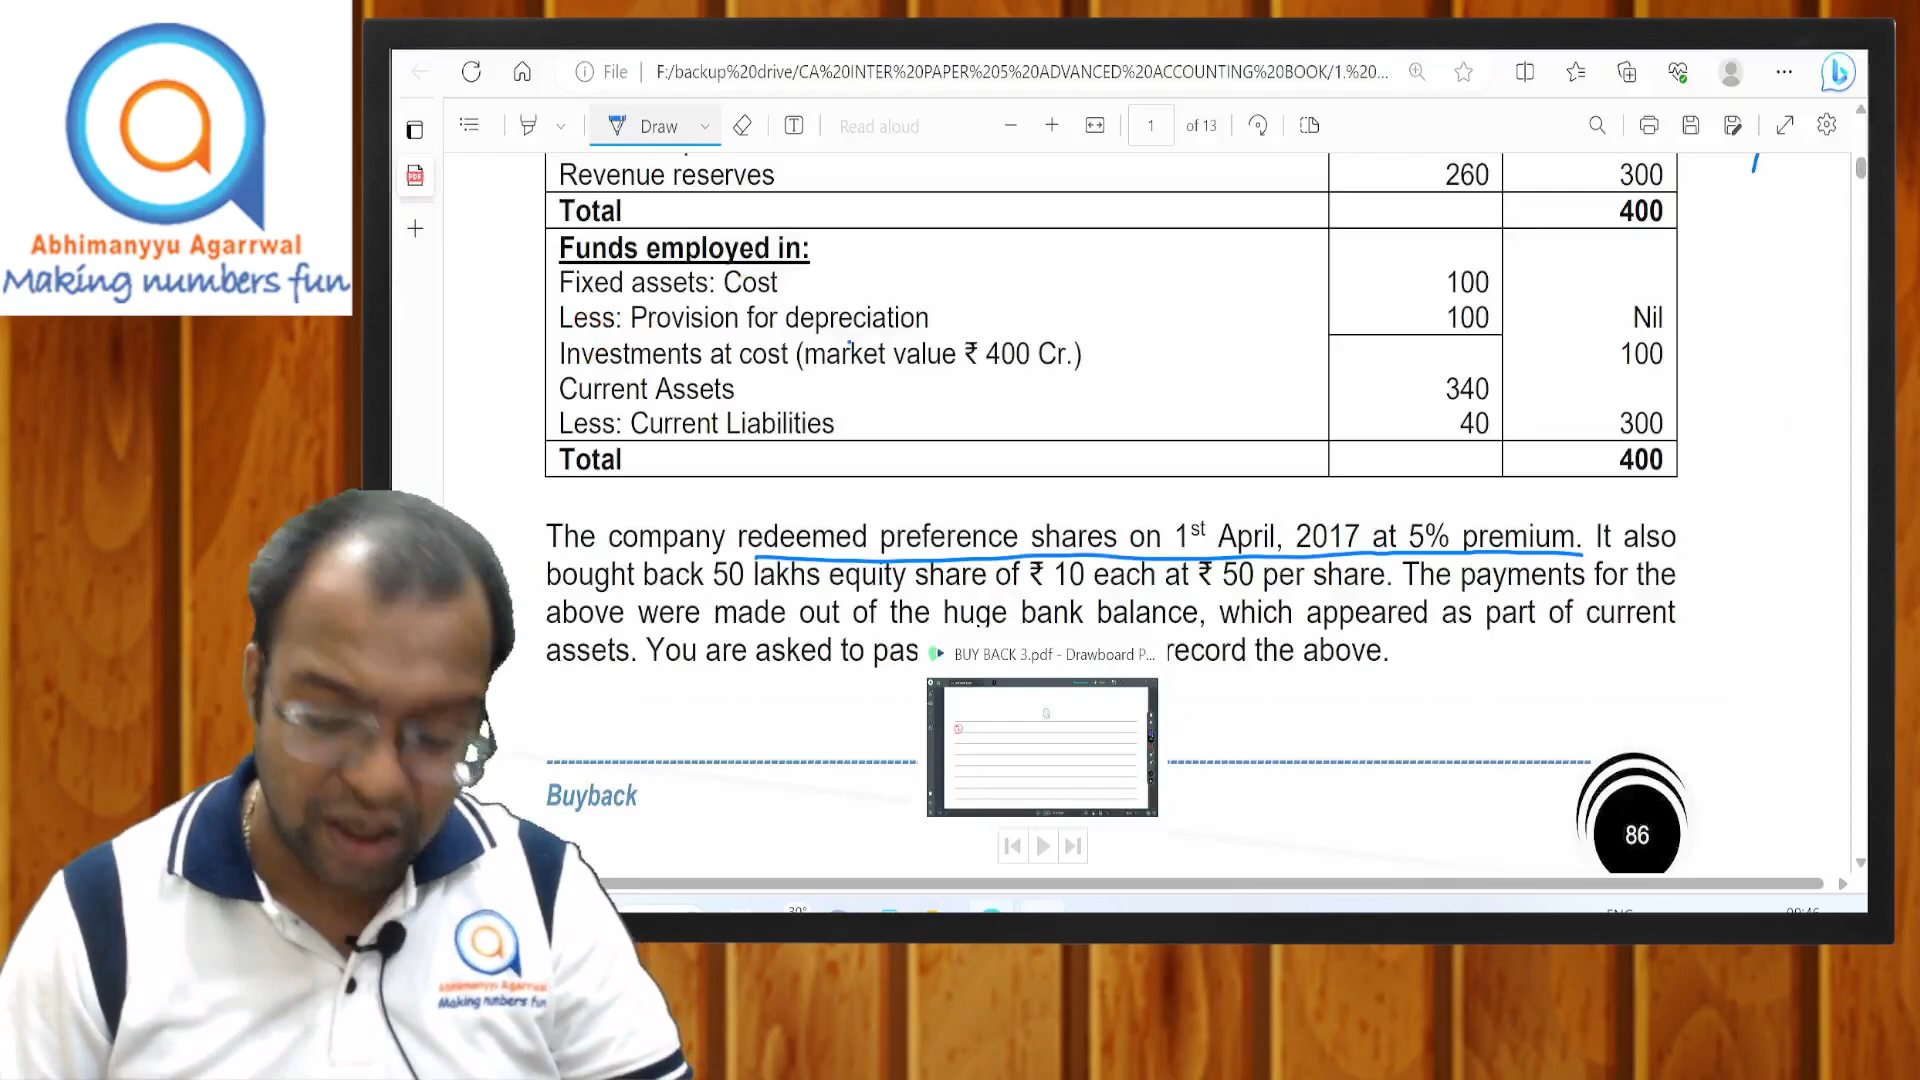 Abhimanyyu Agarrwal
Making numbers fun
File
F:/backup%20drive/CA%20INTER%20PAPER%205%20ADVANCED%20ACCOUNTING%20BOOK/1.%20...
Draw
Read aloud
1
of 13
Revenue reserves 260 300
Total 400
Funds employed in:
Fixed assets: Cost 100
Less: Provision for depreciation 100 Nil
Investments at cost (market value ₹ 400 Cr.) 100
Current Assets 340
Less: Current Liabilities 40 300
Total 400
The company redeemed preference shares on 1st April, 2017 at 5% premium. It also
bought back 50 lakhs equity share of ₹ 10 each at ₹ 50 per share. The payments for the
above were made out of the huge bank balance, which appeared as part of current
assets. You are asked to pas record the above.
BUY BACK 3.pdf - Drawboard P...
Buyback
86
Abhimanyyu Agarrwal
Making numbers fun